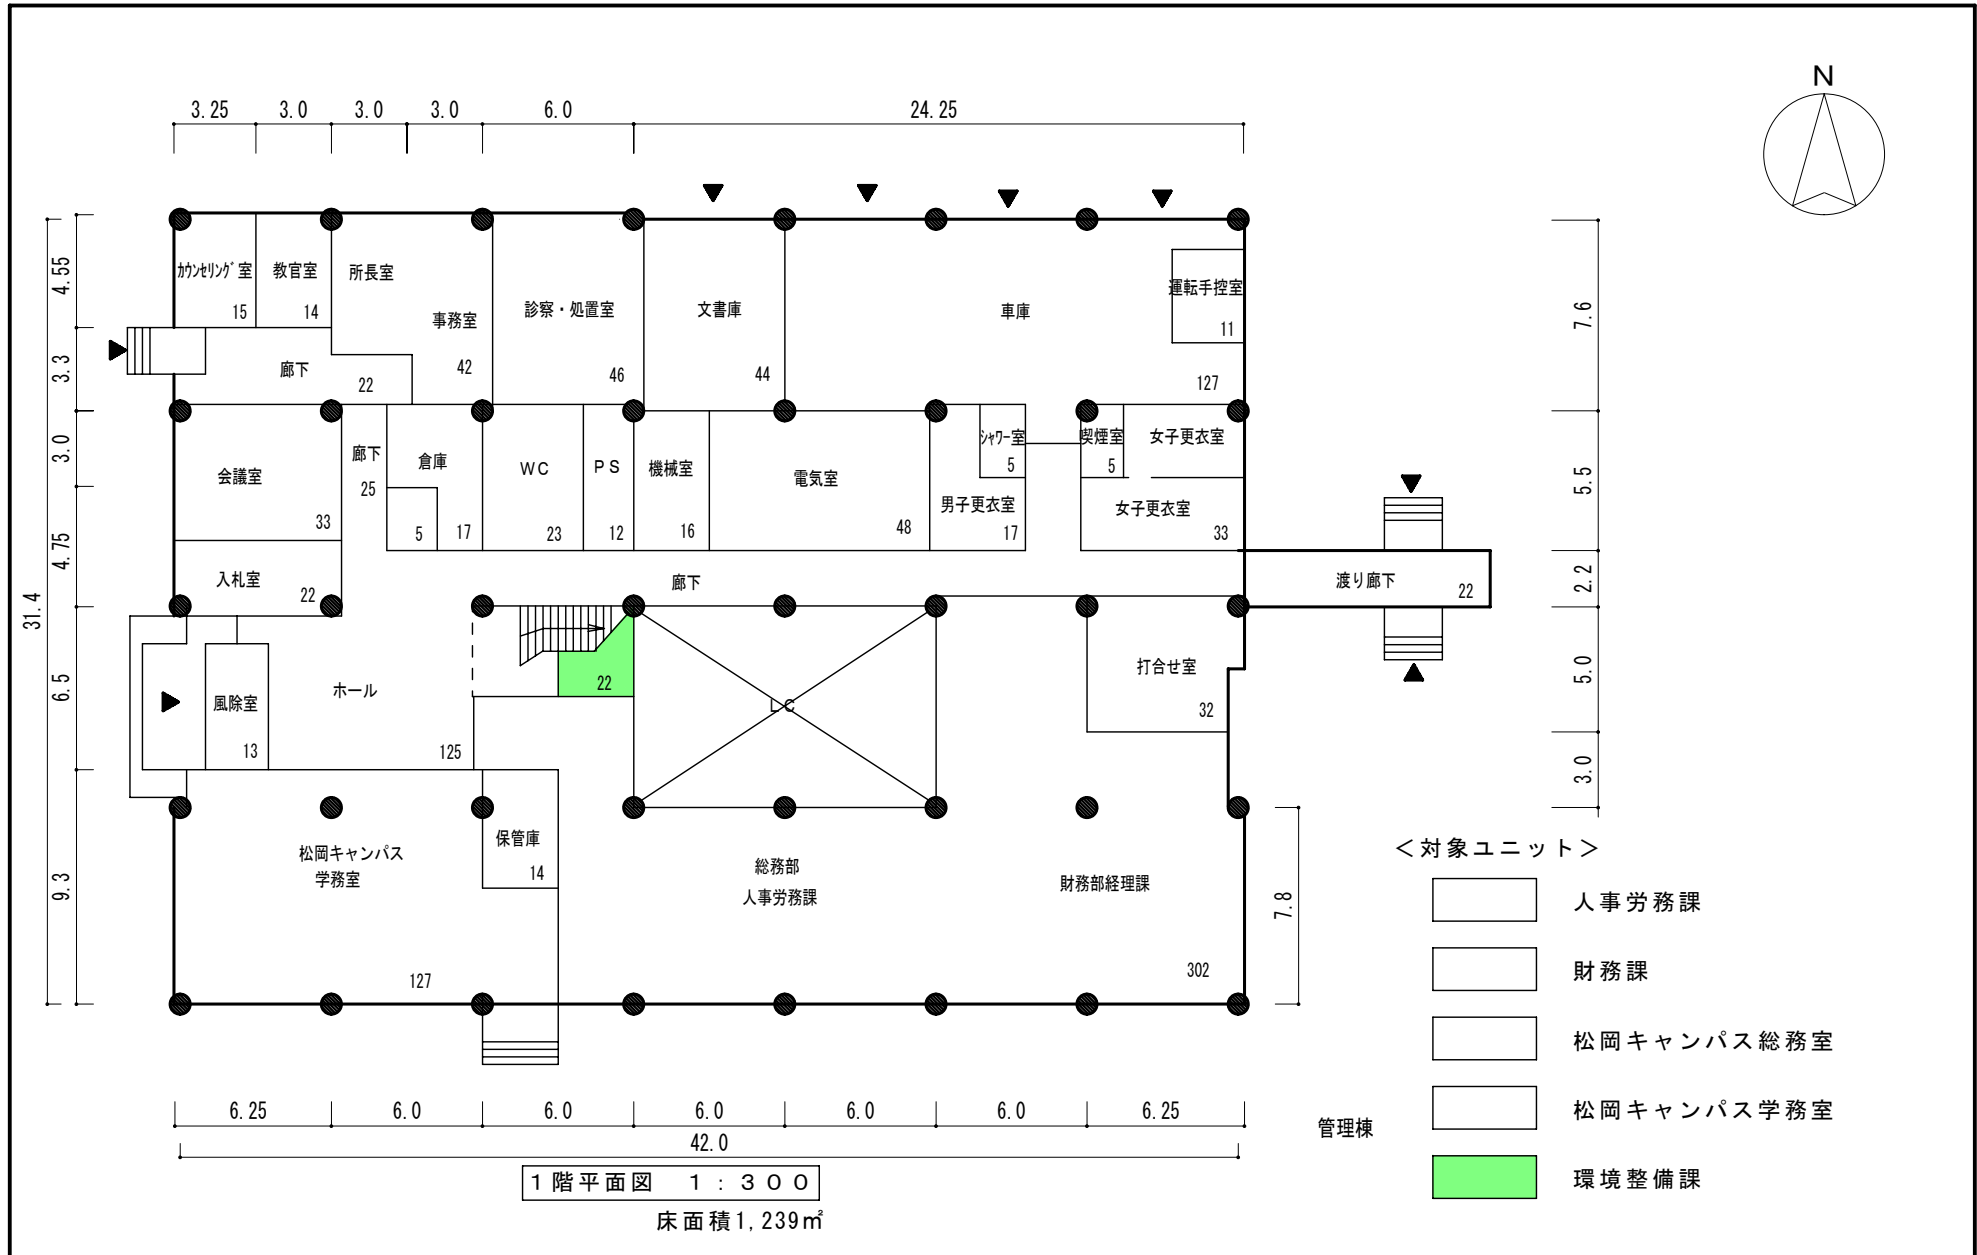 N
3.25
3.0
3.0
3.0
6.0
24.25
4.55
3.3
3.0
4.75
6.5
9.3
31.4
7.6
5.5
2.2
5.0
3.0
7.8
カウンセリング室
15
教官室
14
所長室
事務室
42
診察・処置室
46
文書庫
44
車庫
127
運転手控室
11
廊下
22
会議室
33
廊下
25
倉庫
5
17
WC
23
PS
12
機械室
16
電気室
48
シャワー室
5
男子更衣室
17
喫煙室
5
女子更衣室
女子更衣室
33
入札室
22
廊下
渡り廊下
22
風除室
13
ホール
125
22
LC
打合せ室
32
松岡キャンパス
学務室
127
保管庫
14
総務部
人事労務課
財務部経理課
302
<対象ユニット>
人事労務課
財務課
松岡キャンパス総務室
松岡キャンパス学務室
環境整備課
6.25
6.0
6.0
6.0
6.0
6.0
6.25
42.0
管理棟
1階平面図 1:300
床面積1,239㎡